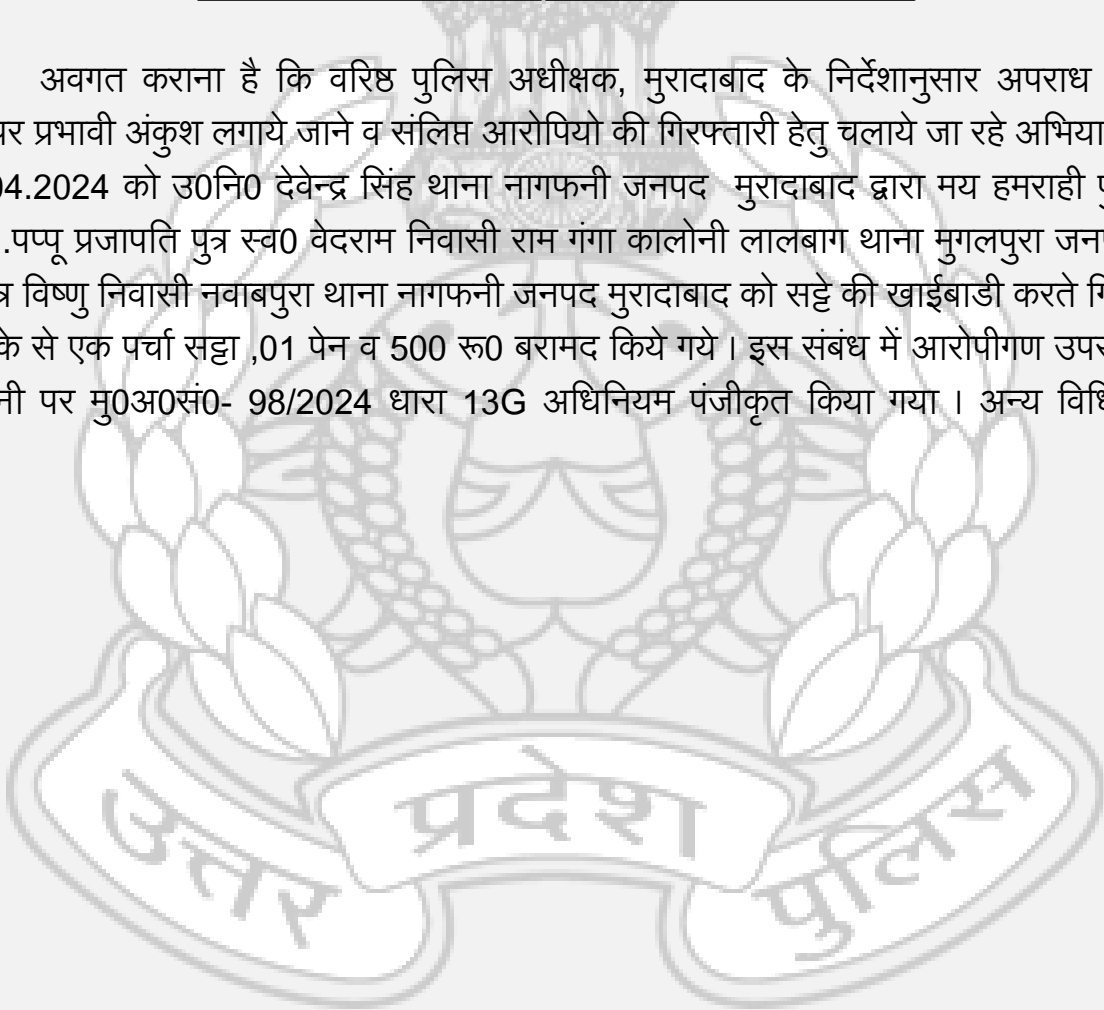 अवगत कराना है कि वरिष्ठ पुलिस अधीक्षक, मुरादाबाद के निर्देशानुसार अपराध
पर प्रभावी अंकुश लगाये जाने व संलिप्त आरोपियो की गिरफ्तारी हेतु चलाये जा रहे अभिया
04.2024 को उ0नि0 देवेन्द्र सिंह थाना नागफनी जनपद मुरादाबाद द्वारा मय हमराही
.पप्पू प्रजापति पुत्र स्व0 वेदराम निवासी राम गंगा कालोनी लालबाग थाना मुगलपुरा
विष्णु निवासी नवाबपुरा थाना नागफनी जनपद मुरादाबाद को सट्टे की खाईबाडी करते
के से एक पर्चा सट्टा ,01 पेन व 500 रू0 बरामद किये गये । इस संबंध में आरोपीगण
नी पर मु0अ0सं0- 98/2024 धारा 13G अधिनियम पंजीकृत किया गया । अन्य
उत्तर प्रदेश पुलिस